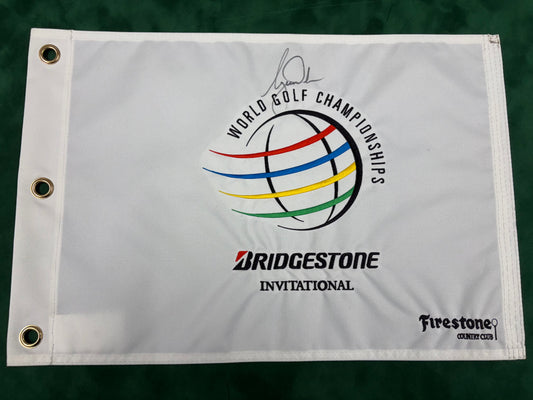 WORLD GOLF CHAMPIONSHIPS
BRIDGESTONE
INVITATIONAL
Firestone
COUNTRY CLUB